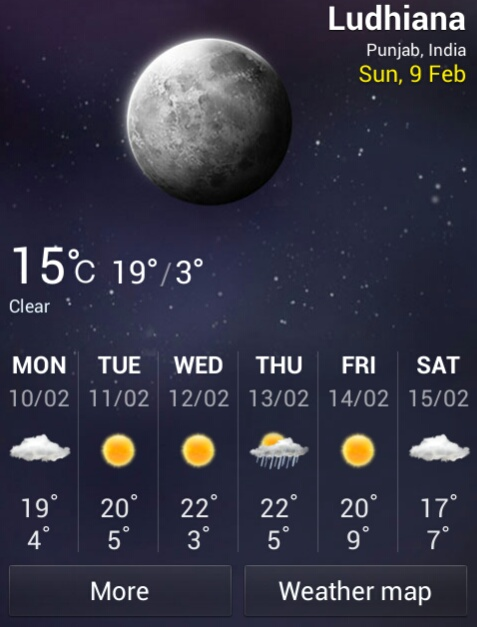 Ludhiana
Punjab, India
Sun, 9 Feb
15°C 19°/3°
Clear
MON TUE WED THU FRI SAT
10/02 11/02 12/02 13/02 14/02 15/02
19° 20° 22° 22° 20° 17°
4° 5° 3° 5° 9° 7°
More Weather map